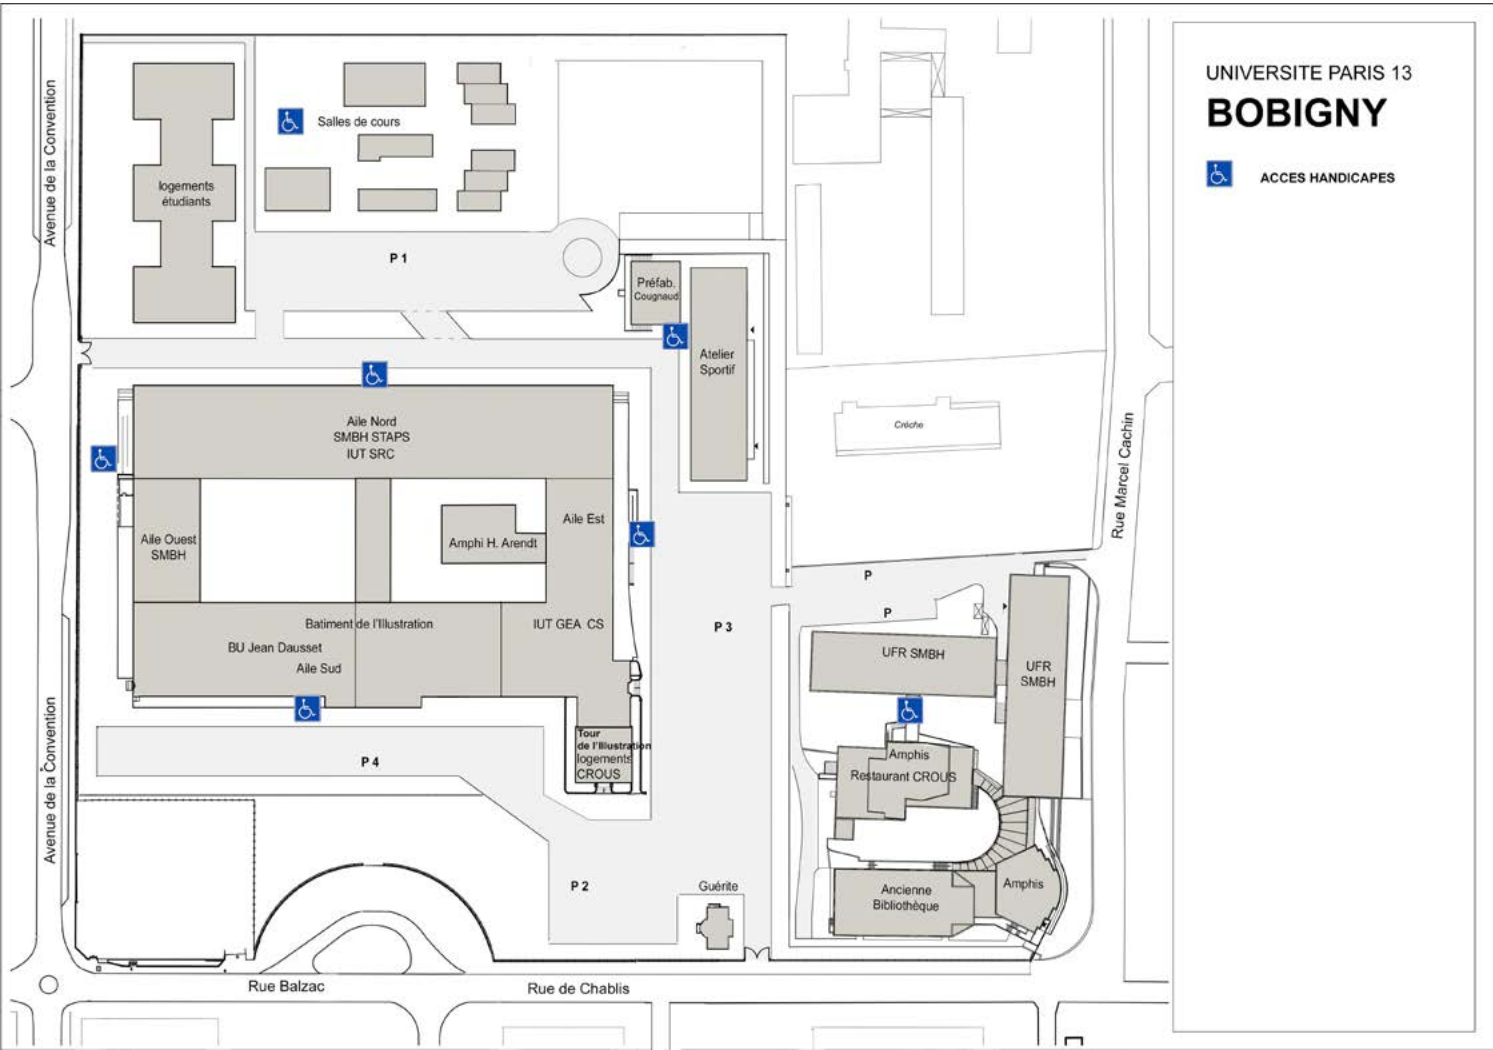 UNIVERSITE PARIS 13
BOBIGNY
ACCES HANDICAPES
Avenue de la Convention
Salles de cours
logements
étudiants
P 1
Préfab.
Cougnaud
Atelier
Sportif
Aile Nord
SMBH STAPS
IUT SRC
Crèche
Rue Marcel Cachin
Aile Ouest
SMBH
Amphi H. Arendt
Aile Est
P
P
Batiment de l'Illustration
IUT GEA CS
P 3
BU Jean Dausset
Aile Sud
UFR SMBH
UFR
SMBH
Avenue de la Convention
P 4
Tour
de l'Illustration
logements
CROUS
Amphis
Restaurant CROUS
P 2
Guérite
Ancienne
Bibliothèque
Amphis
Rue Balzac
Rue de Chablis